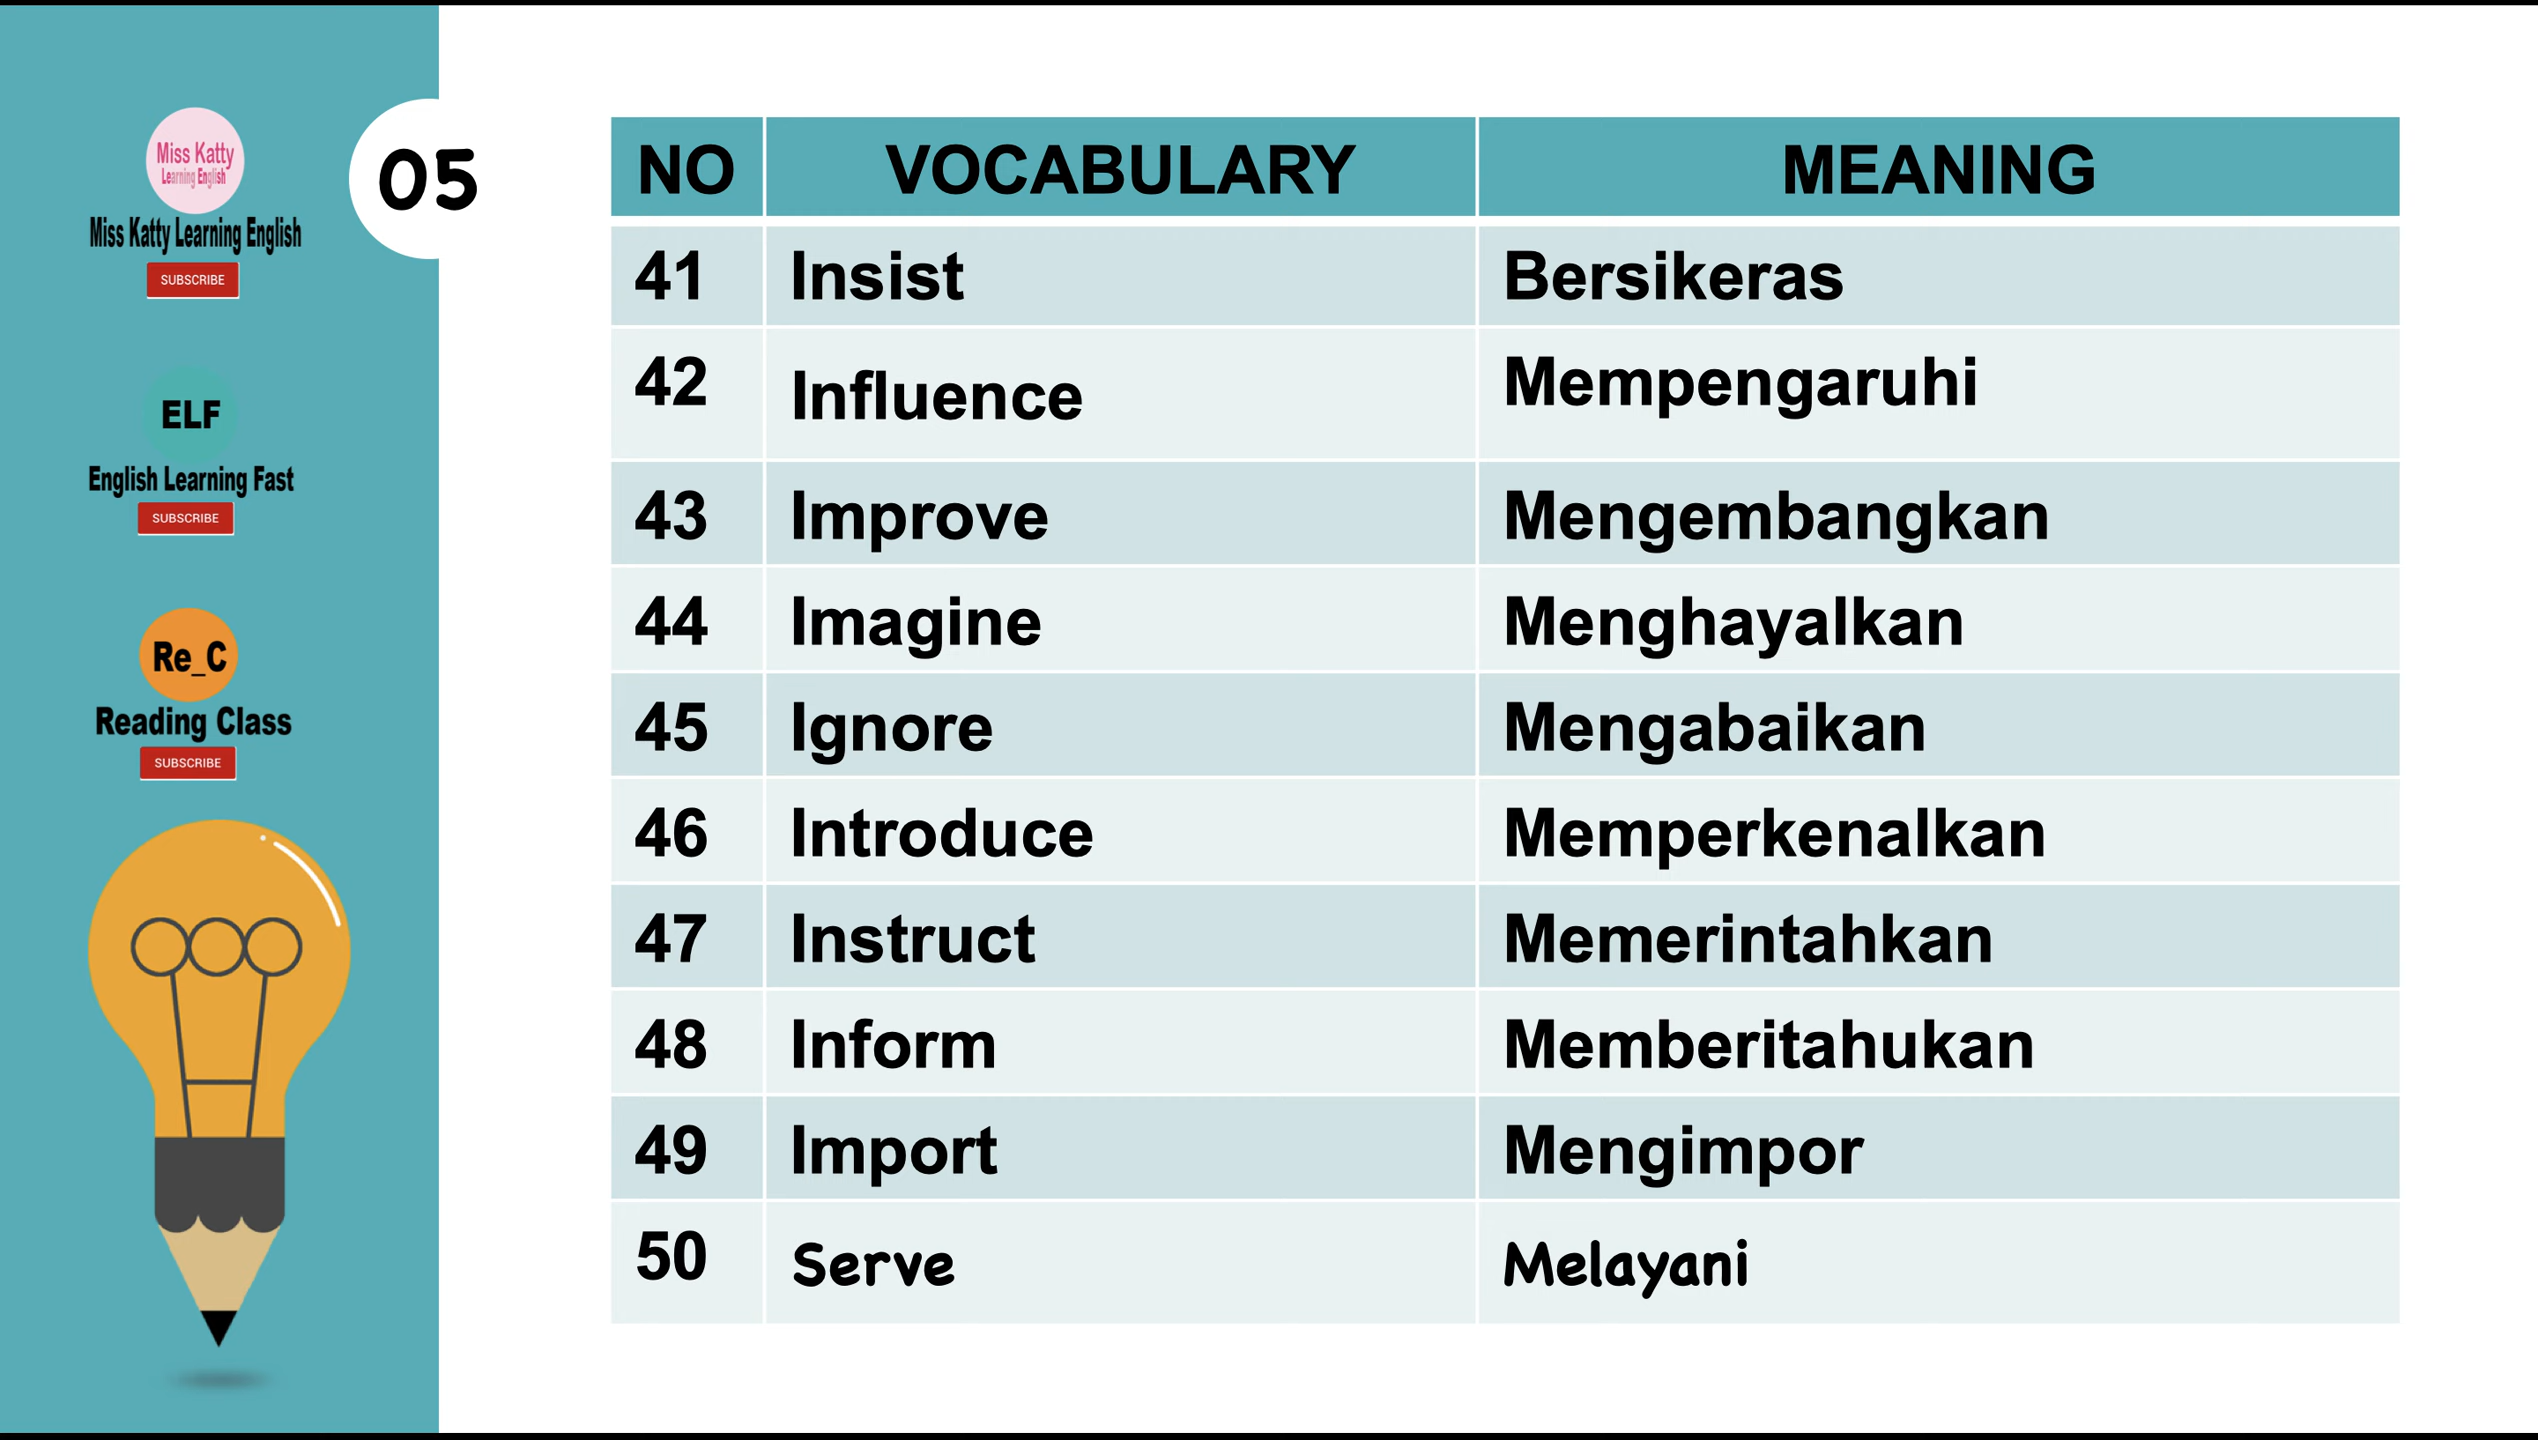 Miss Katty
Learning English
Miss Katty Learning English
SUBSCRIBE
ELF
English Learning Fast
SUBSCRIBE
Re_C
Reading Class
SUBSCRIBE
05
NO VOCABULARY MEANING
41 Insist Bersikeras
42 Influence Mempengaruhi
43 Improve Mengembangkan
44 Imagine Menghayalkan
45 Ignore Mengabaikan
46 Introduce Memperkenalkan
47 Instruct Memerintahkan
48 Inform Memberitahukan
49 Import Mengimpor
50 Serve Melayani